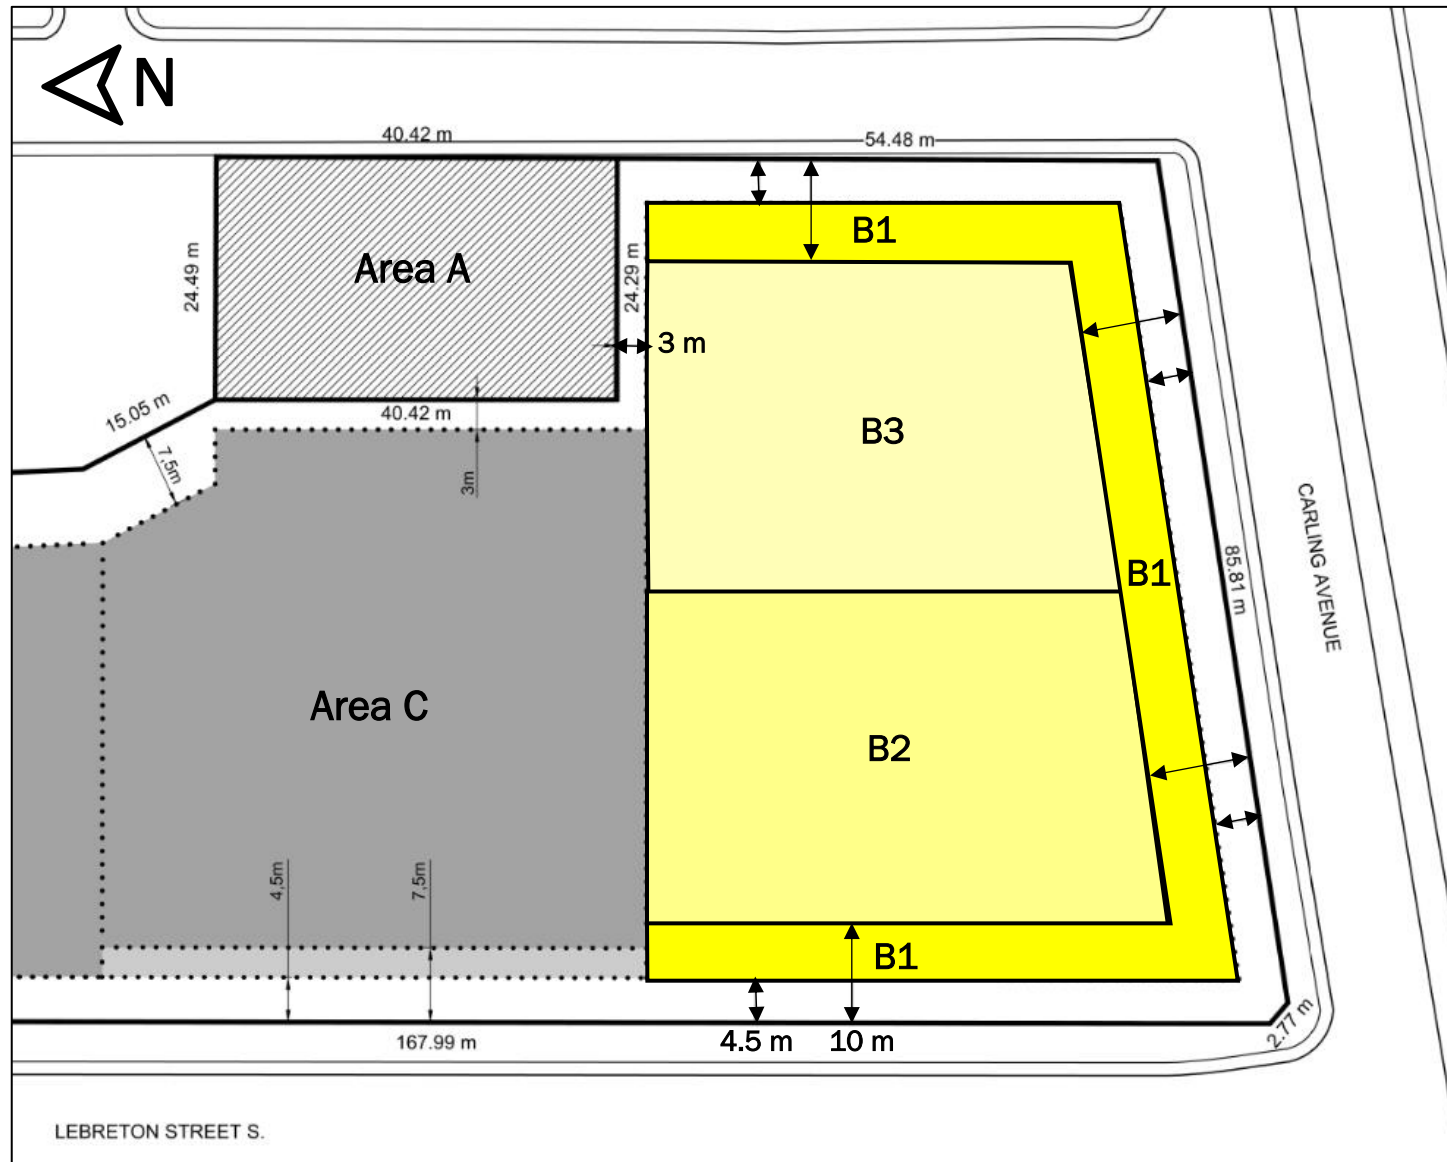 N
40.42 m
54.48 m
B1
24.49 m
Area A
24.29 m
3 m
15.05 m
40.42 m
B3
7,5m
3m
CARLING AVENUE
85.81 m
B1
Area C
B2
4,5m
7,5m
B1
2.77 m
167.99 m
4.5 m
10 m
LEBRETON STREET S.